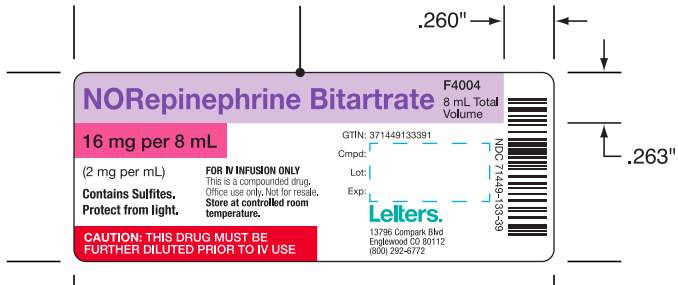 .260"
NORepinephrine Bitartrate
F4004
8 mL Total
Volume
16 mg per 8 mL
(2 mg per mL)
Contains Sulfites.
Protect from light.
FOR IV INFUSION ONLY
This is a compounded drug.
Office use only. Not for resale.
Store at controlled room
temperature.
CAUTION: THIS DRUG MUST BE
FURTHER DILUTED PRIOR TO IV USE
GTIN: 371449133391
Cmpd:
Lot:
Exp:
Leiters.
13796 Compark Blvd
Englewood CO 80112
(800) 292-6772
NDC 71449-133-39
.263"